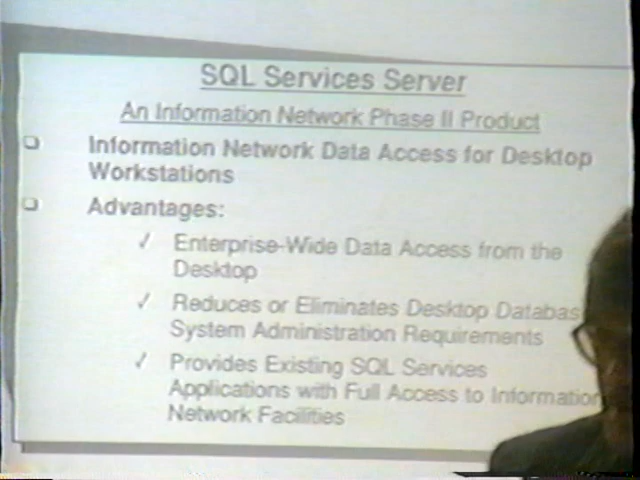 SQL Services Server
An Information Network Phase II Product
Information Network Data Access for Desktop
Workstations
Advantages:
✓ Enterprise-Wide Data Access from the
Desktop
✓ Reduces or Eliminates Desktop Databas
System Administration Requirements
✓ Provides Existing SQL Services
Applications with Full Access to Information
Network Facilities